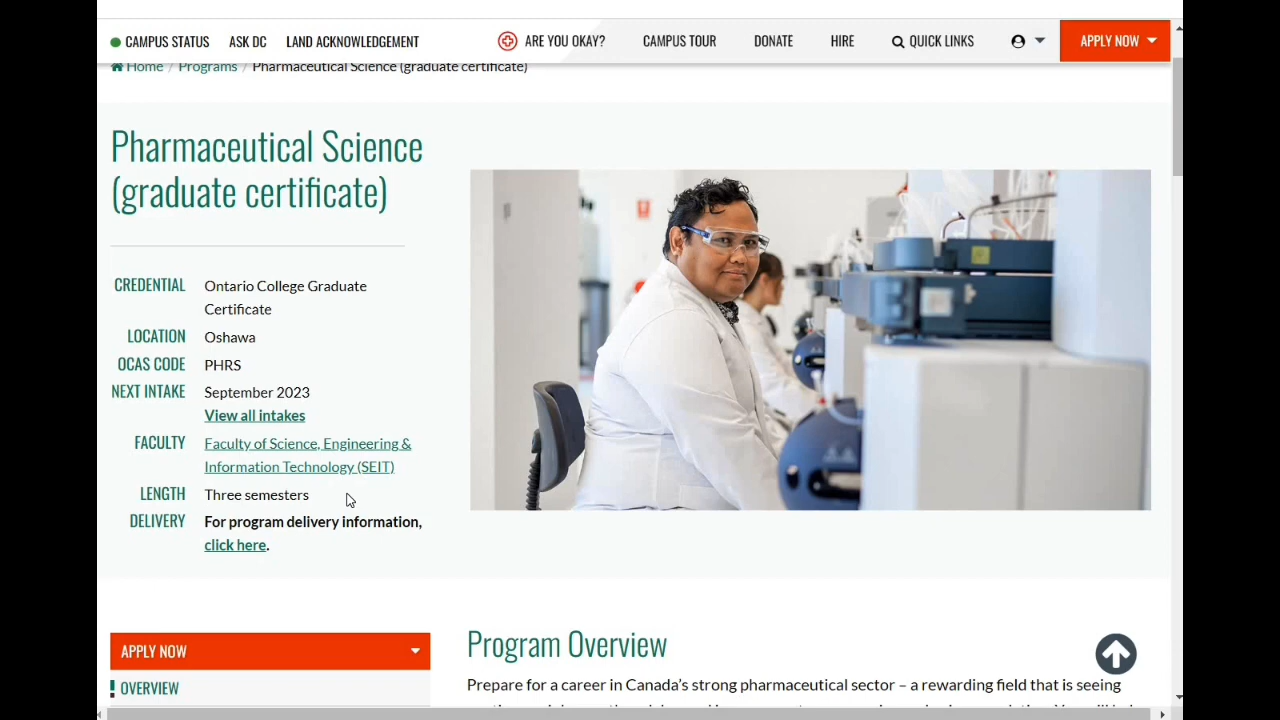 CAMPUS STATUS ASK DC LAND ACKNOWLEDGEMENT ARE YOU OKAY? CAMPUS TOUR DONATE HIRE QUICK LINKS APPLY NOW
Home / Programs / Pharmaceutical Science (graduate certificate)
Pharmaceutical Science
(graduate certificate)
CREDENTIAL Ontario College Graduate
Certificate
LOCATION Oshawa
OCAS CODE PHRS
NEXT INTAKE September 2023
View all intakes
FACULTY Faculty of Science, Engineering &
Information Technology (SEIT)
LENGTH Three semesters
DELIVERY For program delivery information,
click here.
APPLY NOW
OVERVIEW
Program Overview
Prepare for a career in Canada's strong pharmaceutical sector – a rewarding field that is seeing